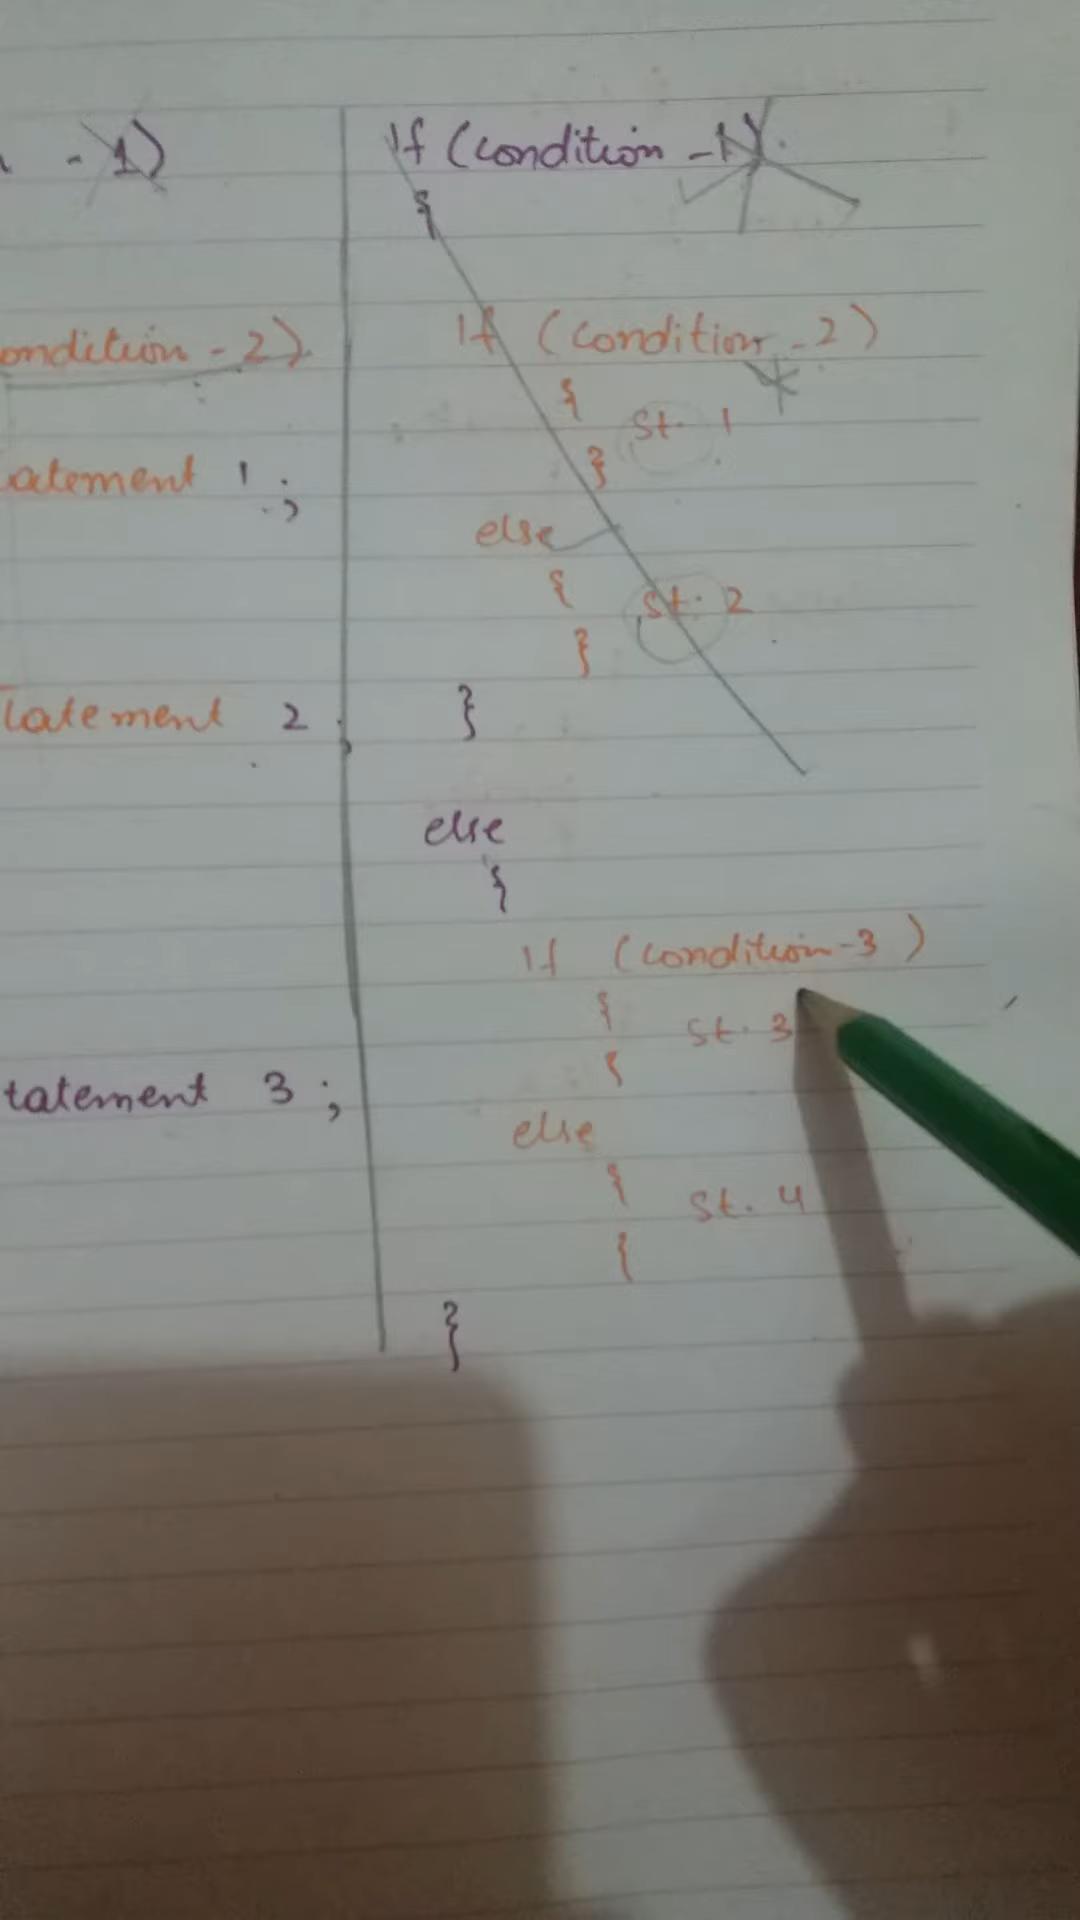 - 1)
ondition - 2)
atement 1 ;
tatement 2 ;
tatement 3 ;
If (condition - 1)
{
If (condition - 2)
{
St. 1
}
else
{
St. 2
}
}
else
{
If (condition-3)
{
St. 3
{
else
{
St. 4
{
}